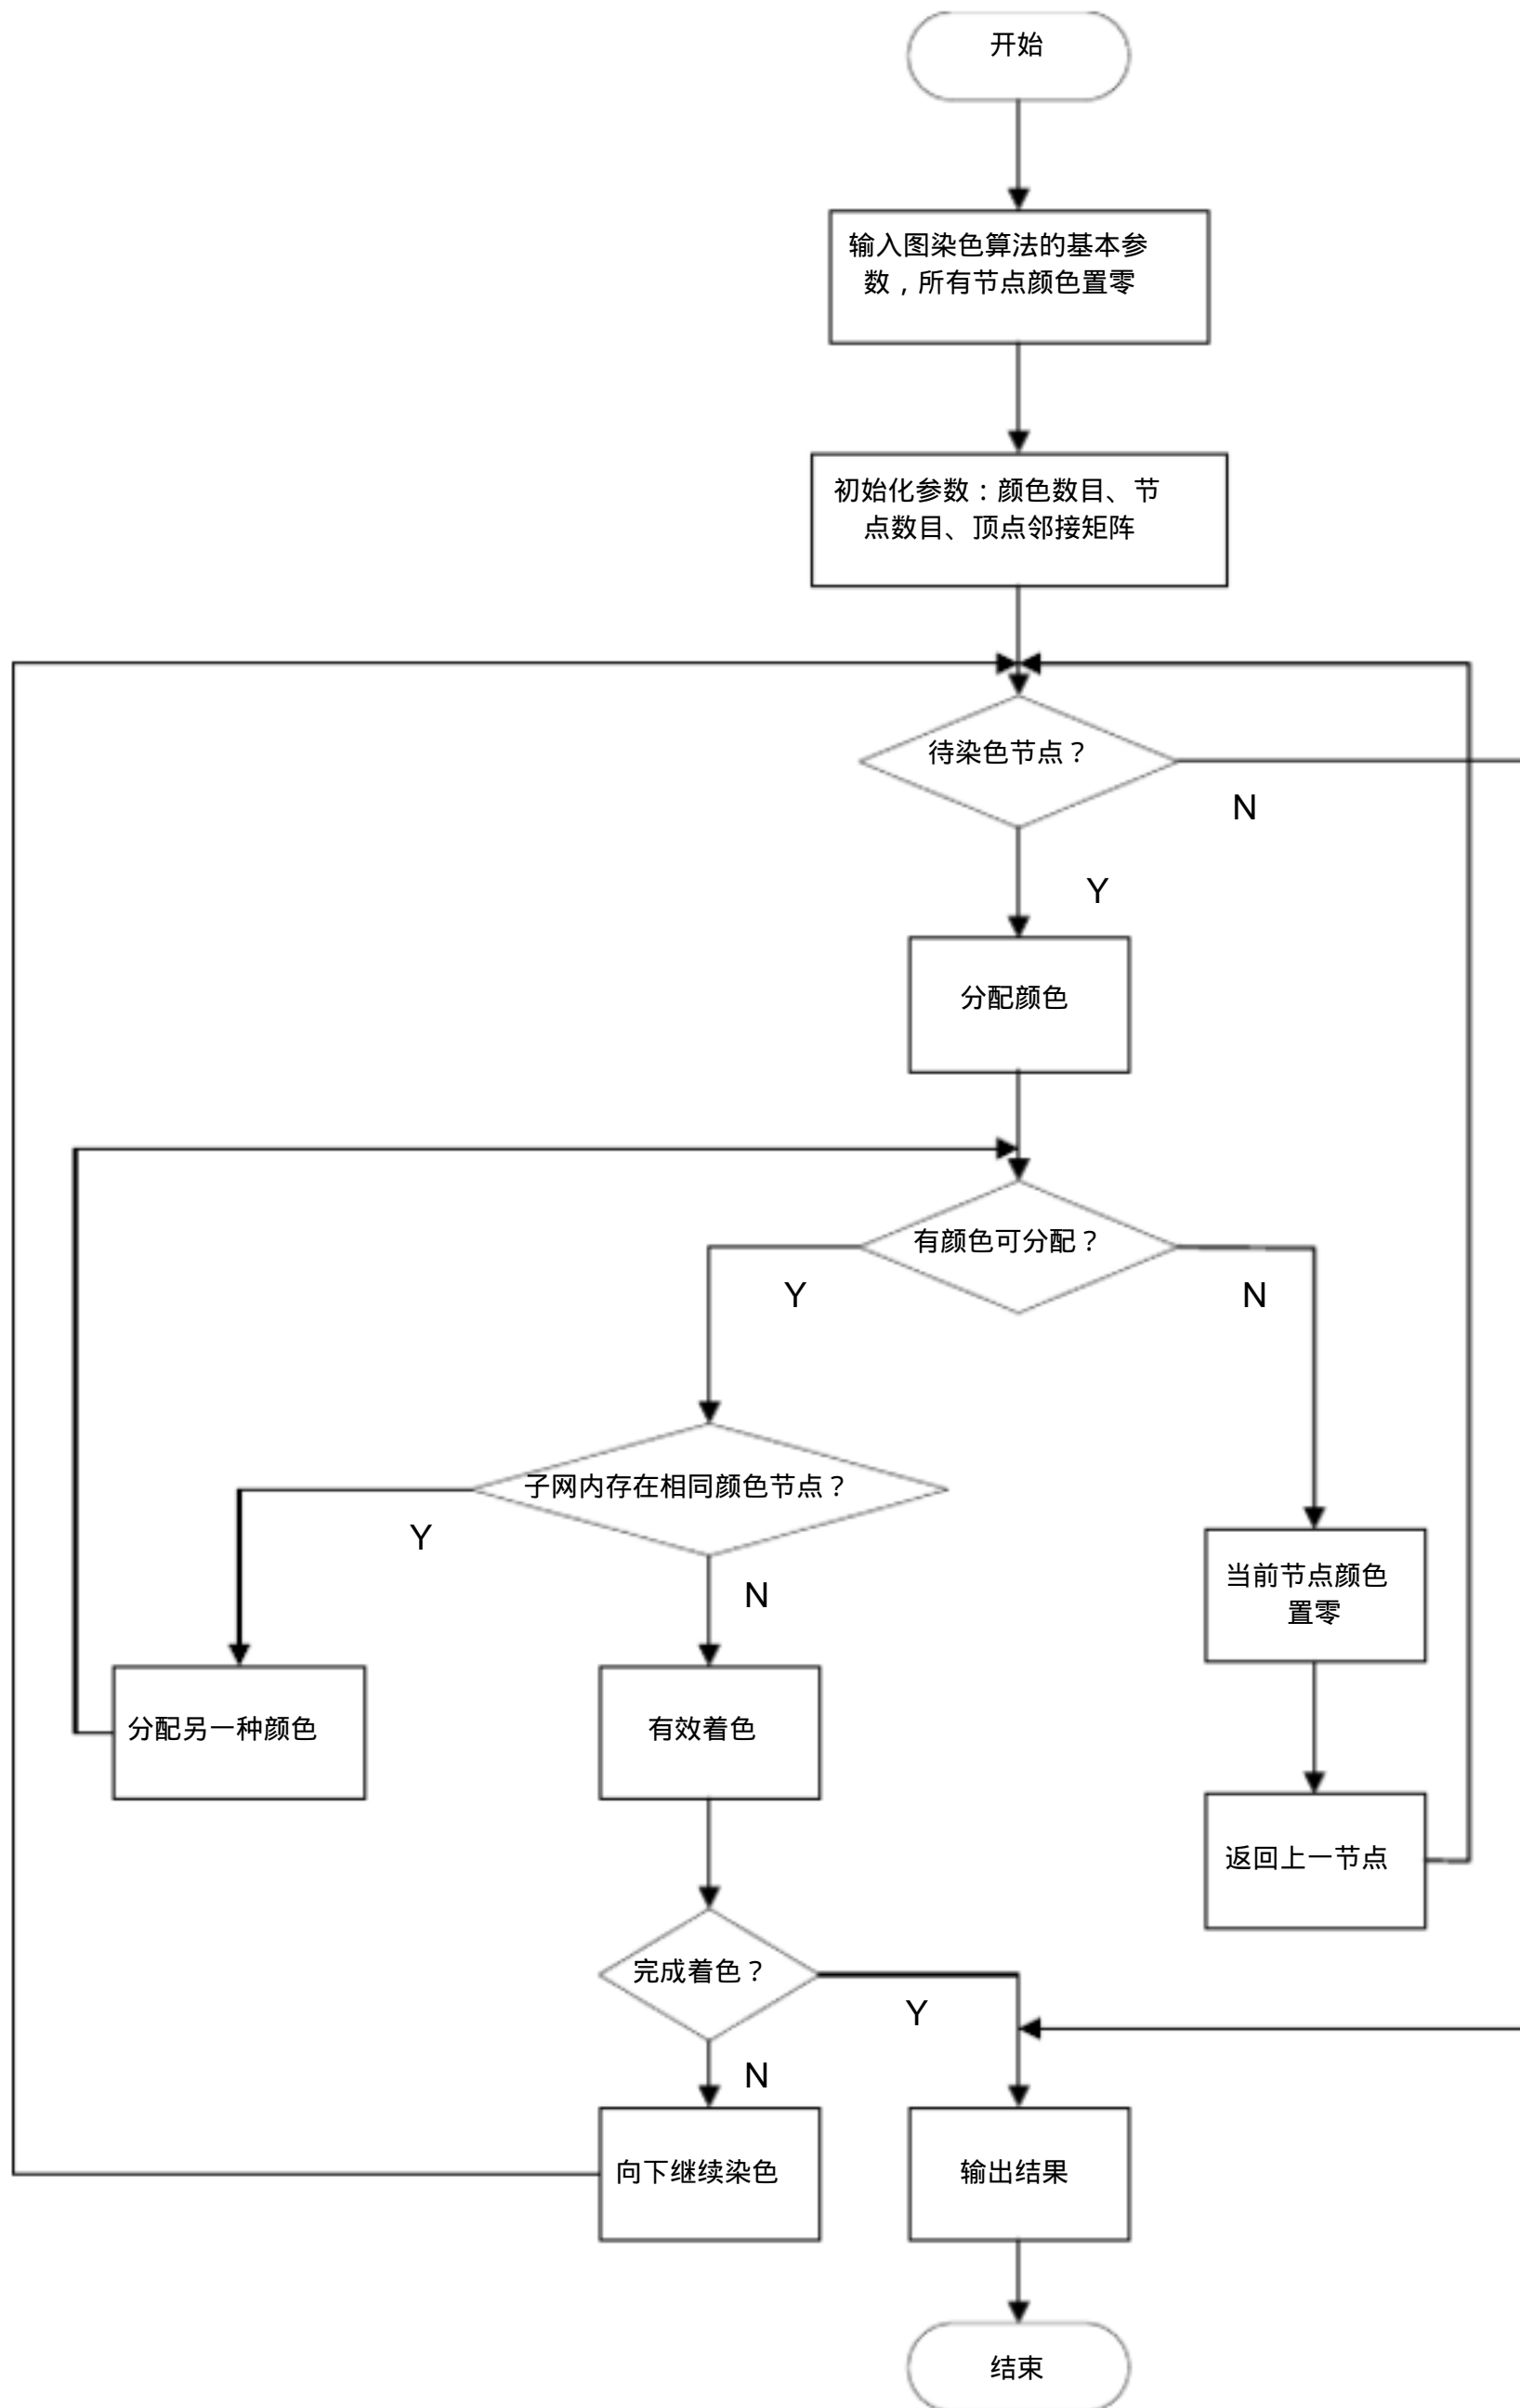 开始
输入图染色算法的基本参
数，所有节点颜色置零
初始化参数：颜色数目、节
点数目、顶点邻接矩阵
待染色节点？
N
Y
分配颜色
有颜色可分配？
Y
N
子网内存在相同颜色节点？
Y
N
当前节点颜色
置零
分配另一种颜色
有效着色
返回上一节点
完成着色？
Y
N
向下继续染色
输出结果
结束